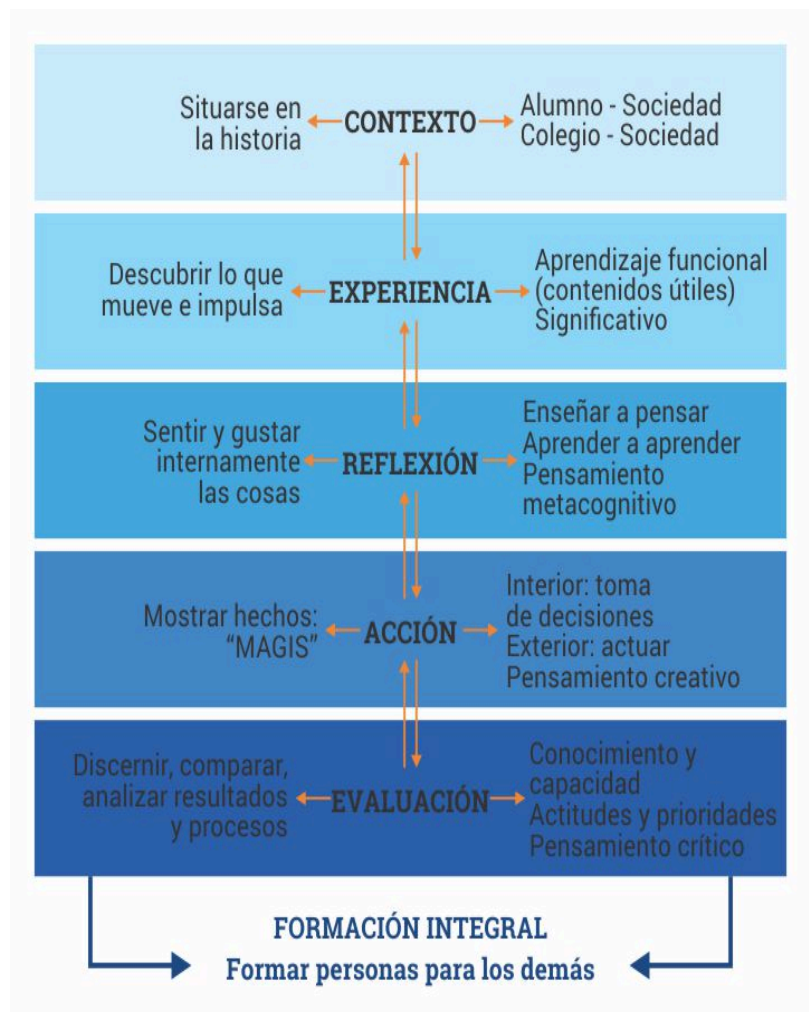 Situarse en
la historia
CONTEXTO
Alumno - Sociedad
Colegio - Sociedad
Descubrir lo que
mueve e impulsa
EXPERIENCIA
Aprendizaje funcional
(contenidos útiles)
Significativo
Sentir y gustar
internamente
las cosas
REFLEXIÓN
Enseñar a pensar
Aprender a aprender
Pensamiento
metacognitivo
Mostrar hechos:
“MAGIS”
ACCIÓN
Interior: toma
de decisiones
Exterior: actuar
Pensamiento creativo
Discernir, comparar,
analizar resultados
y procesos
EVALUACIÓN
Conocimiento y
capacidad
Actitudes y prioridades
Pensamiento crítico
FORMACIÓN INTEGRAL
Formar personas para los demás